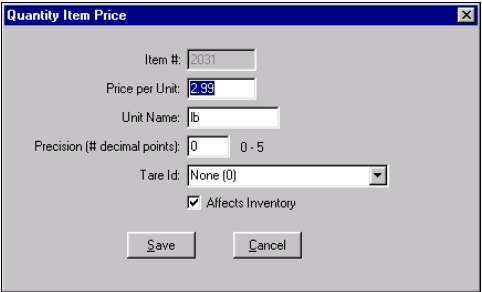 Quantity Item Price
Item #: 2031
Price per Unit: 2.99
Unit Name: lb
Precision (# decimal points): 0 0 - 5
Tare Id: None (0)
Affects Inventory
Save Cancel